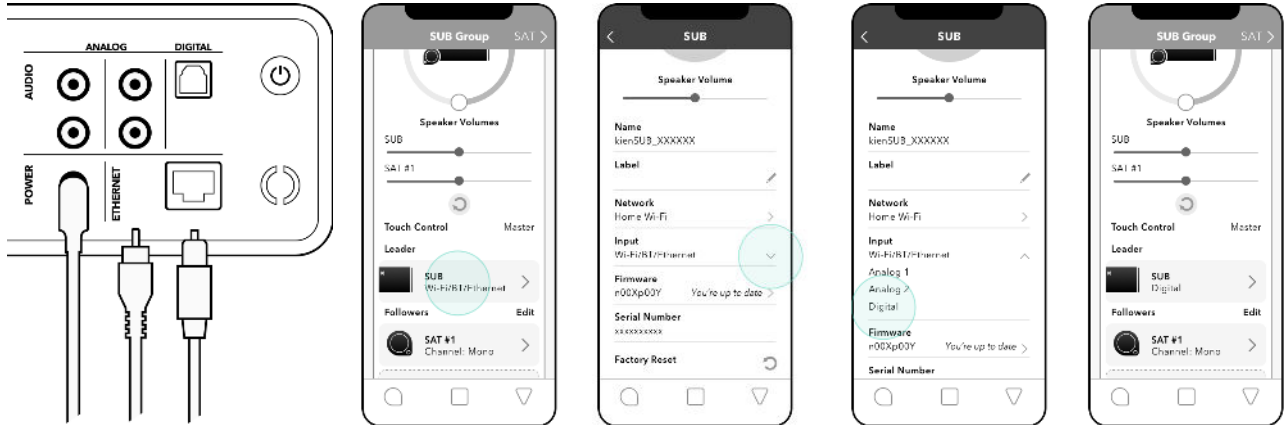 ANALOG DIGITAL
AUDIO
POWER
ETHERNET
SUB Group SAT
Speaker Volumes
SUB
SAT #1
Touch Control Master
Leader
SUB
Wi-Fi/BT/Ethernet
Followers Edit
SAT #1
Channel: Mono
SUB
Speaker Volume
Name
kienSUB_XXXXXX
Label
Network
Home Wi-Fi
Input
Wi-Fi/BT/Ethernet
Firmware
n00Xp00Y You're up to date
Serial Number
xxxxxxxxx
Factory Reset
SUB
Speaker Volume
Name
kienSUB_XXXXXX
Label
Network
Home Wi-Fi
Input
Wi-Fi/BT/Ethernet
Analog 1
Analog 2
Digital
Firmware
n00Xp00Y You're up to date
Serial Number
SUB Group SAT
Speaker Volumes
SUB
SAT #1
Touch Control Master
Leader
SUB
Digital
Followers Edit
SAT #1
Channel: Mono